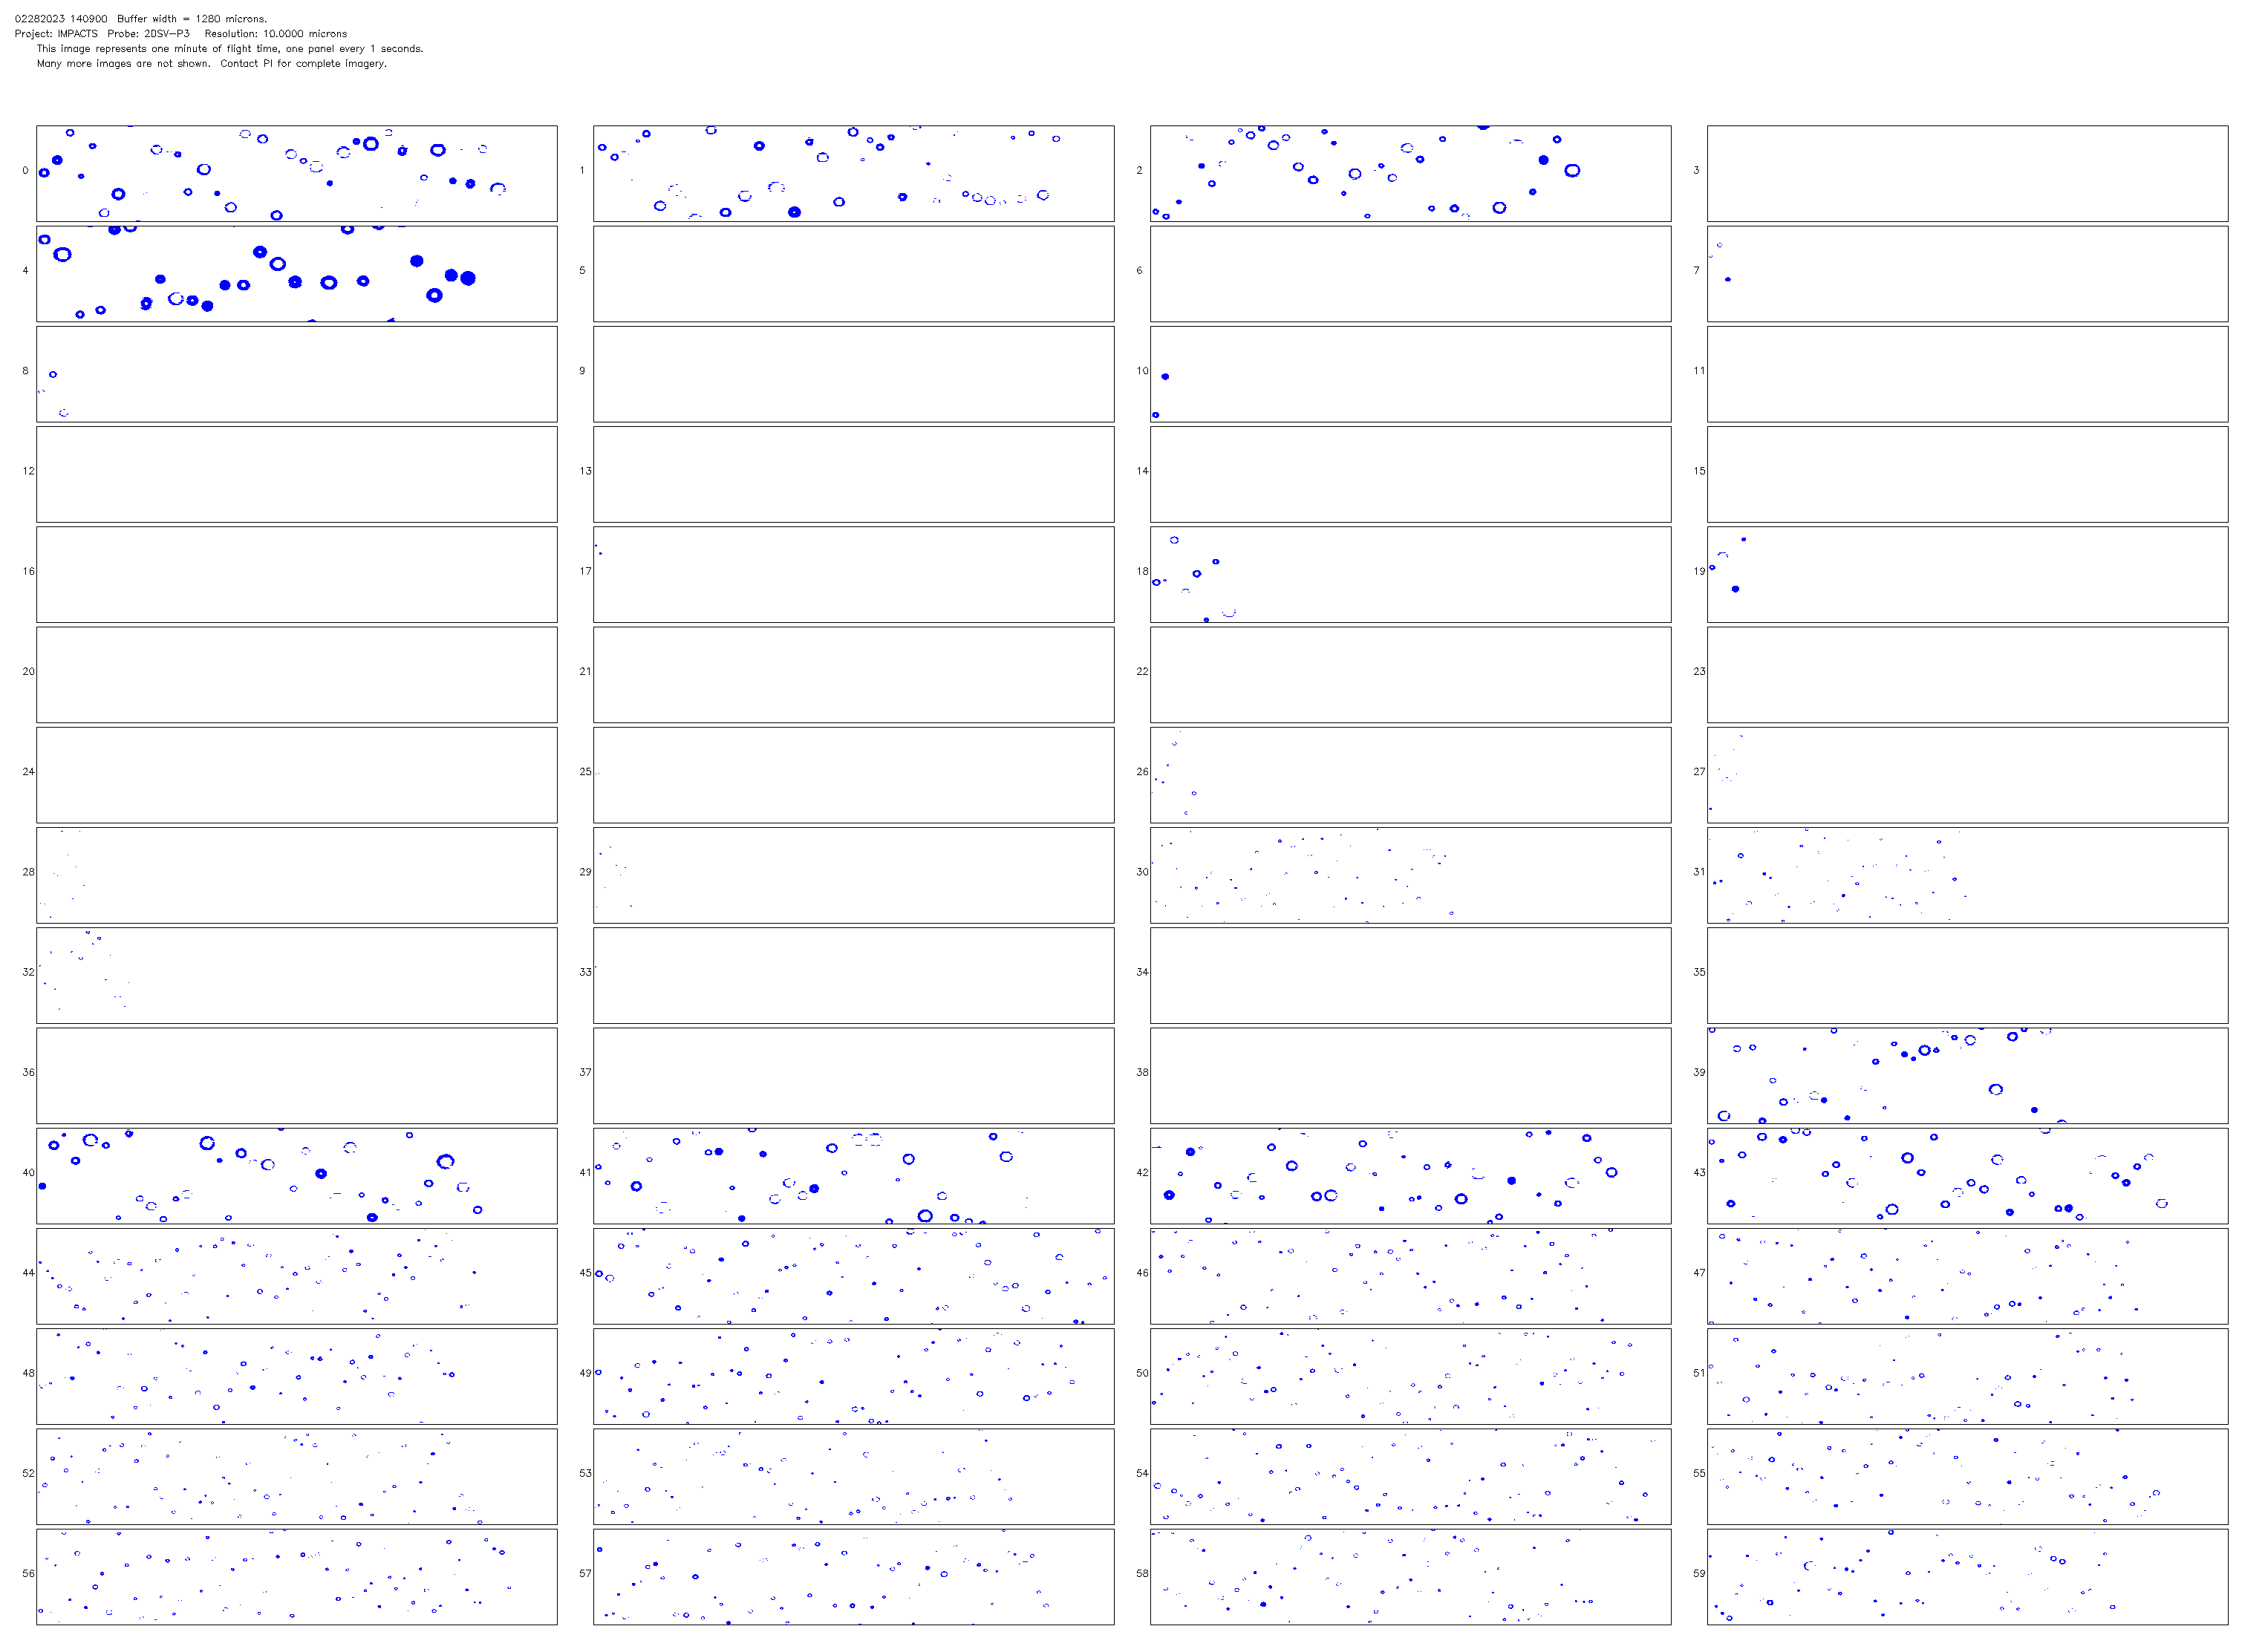 02282023 140900  Buffer width = 1280 microns.
Project: IMPACTS  Probe: 2DSV-P3    Resolution: 10.0000 microns
This image represents one minute of flight time, one panel every 1 seconds.
Many more images are not shown.  Contact PI for complete imagery.
0 1 2 3
4 5 6 7
8 9 10 11
12 13 14 15
16 17 18 19
20 21 22 23
24 25 26 27
28 29 30 31
32 33 34 35
36 37 38 39
40 41 42 43
44 45 46 47
48 49 50 51
52 53 54 55
56 57 58 59